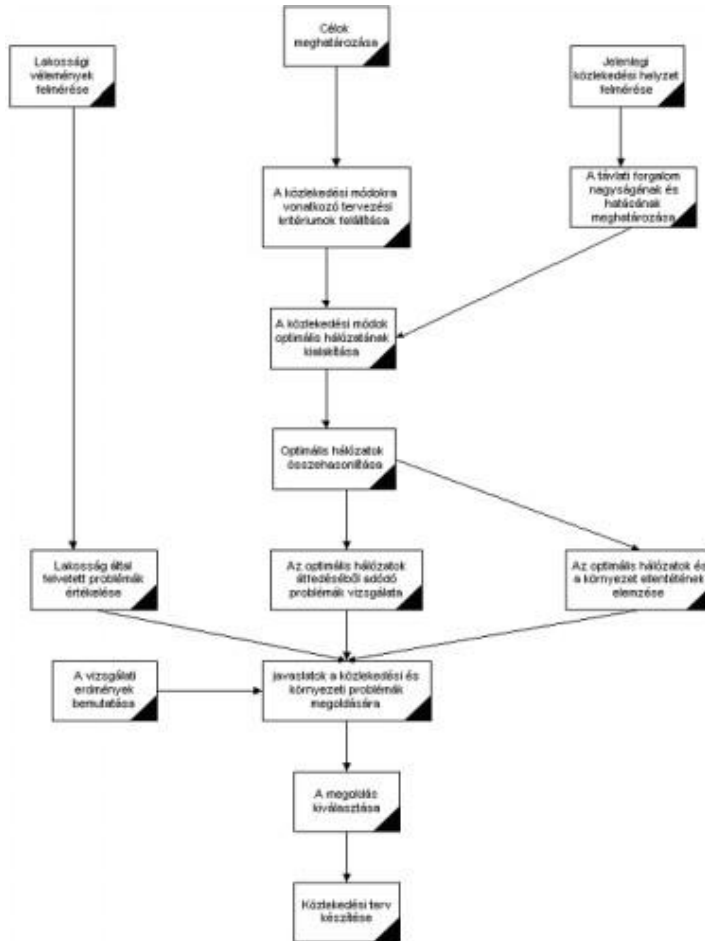 Célok
meghatározása
Lakossági
vélemények
felmérése
Jelenlegi
közlekedési helyzet
felmérése
A közlekedési módokra
vonatkozó tervezési
kritériumok felállítása
A távlati forgalom
nagyságának és
hatásának
meghatározása
A közlekedési módok
optimális hálózatának
kialakítása
Optimális hálózatok
összehasonlítása
Lakosság által
felvetett problémák
értékelése
Az optimális hálózatok
átfedéséből adódó
problémák vizsgálata
Az optimális hálózatok és
a környezet ellentétének
elemzése
A vizsgálati
erdmények
bemutatása
javaslatok a közlekedési és
környezeti problémák
megoldására
A megoldás
kiválasztása
Közlekedési terv
készítése